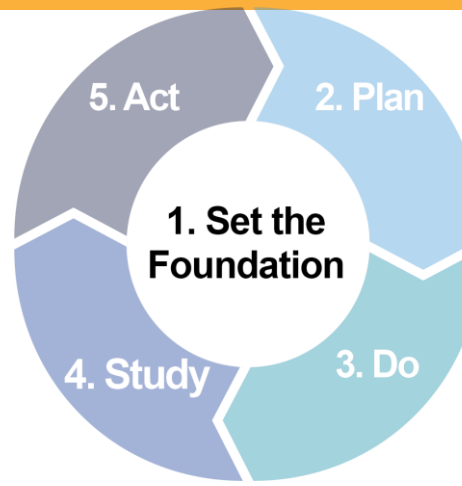 5. Act
2. Plan
1. Set the
Foundation
4. Study
3. Do